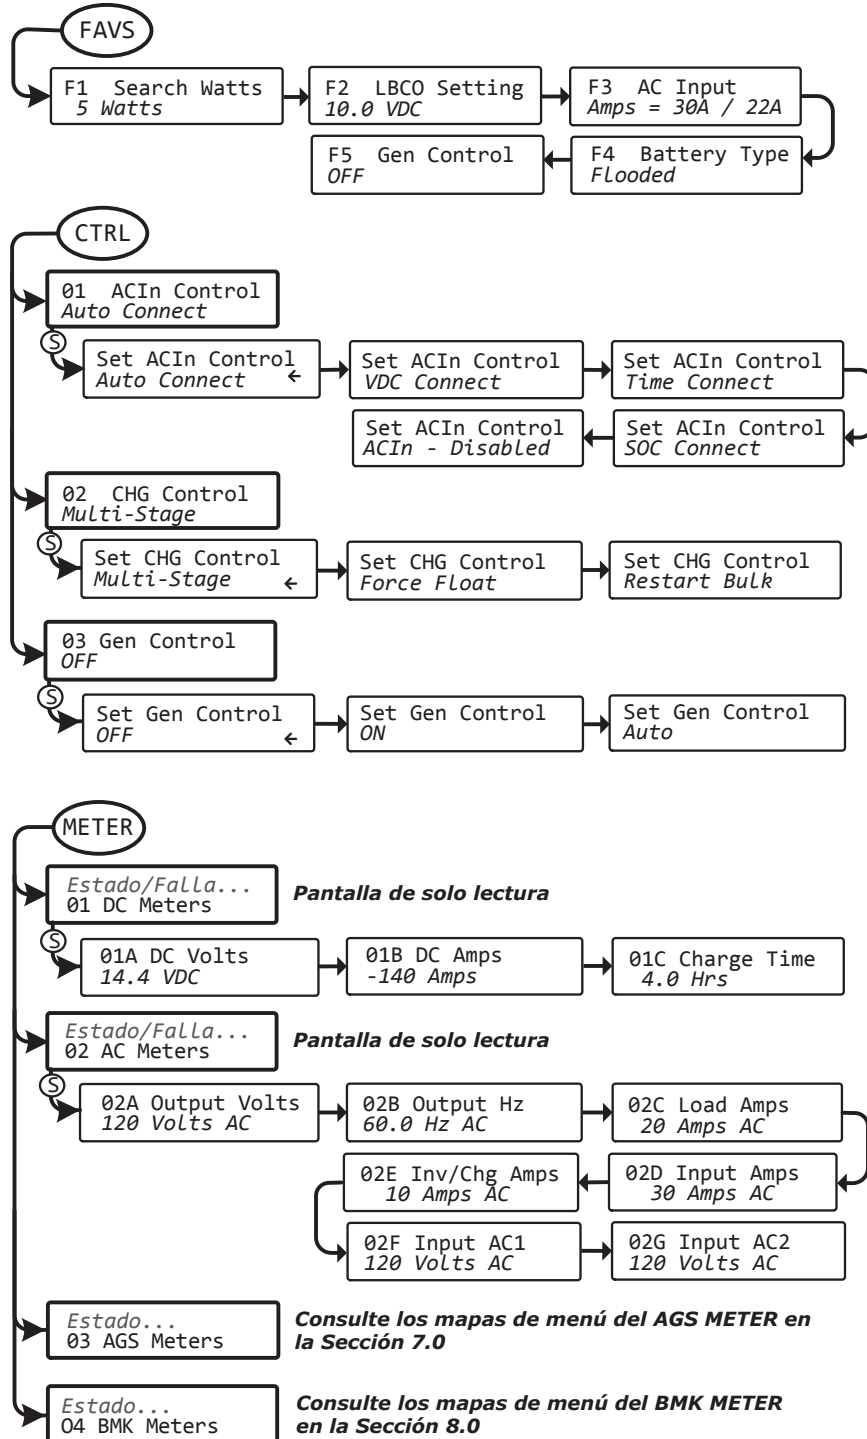 FAVS
F1 Search Watts
5 Watts
F2 LBCO Setting
10.0 VDC
F3 AC Input
Amps = 30A / 22A
F4 Battery Type
Flooded
F5 Gen Control
OFF
CTRL
01 ACIn Control
Auto Connect
S
Set ACIn Control
Auto Connect ←
Set ACIn Control
VDC Connect
Set ACIn Control
Time Connect
Set ACIn Control
SOC Connect
Set ACIn Control
ACIn - Disabled
02 CHG Control
Multi-Stage
S
Set CHG Control
Multi-Stage ←
Set CHG Control
Force Float
Set CHG Control
Restart Bulk
03 Gen Control
OFF
S
Set Gen Control
OFF ←
Set Gen Control
ON
Set Gen Control
Auto
METER
Estado/Falla...
01 DC Meters
Pantalla de solo lectura
S
01A DC Volts
14.4 VDC
01B DC Amps
-140 Amps
01C Charge Time
4.0 Hrs
Estado/Falla...
02 AC Meters
Pantalla de solo lectura
S
02A Output Volts
120 Volts AC
02B Output Hz
60.0 Hz AC
02C Load Amps
20 Amps AC
02D Input Amps
30 Amps AC
02E Inv/Chg Amps
10 Amps AC
02F Input AC1
120 Volts AC
02G Input AC2
120 Volts AC
Estado...
03 AGS Meters
Consulte los mapas de menú del AGS METER en
la Sección 7.0
Estado...
O4 BMK Meters
Consulte los mapas de menú del BMK METER
en la Sección 8.0